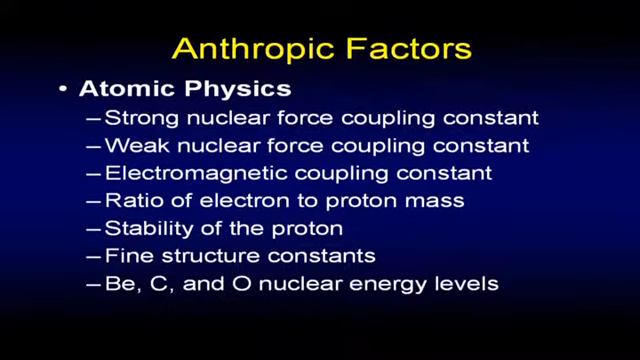 Anthropic Factors
• Atomic Physics
–Strong nuclear force coupling constant
–Weak nuclear force coupling constant
–Electromagnetic coupling constant
–Ratio of electron to proton mass
–Stability of the proton
–Fine structure constants
–Be, C, and O nuclear energy levels